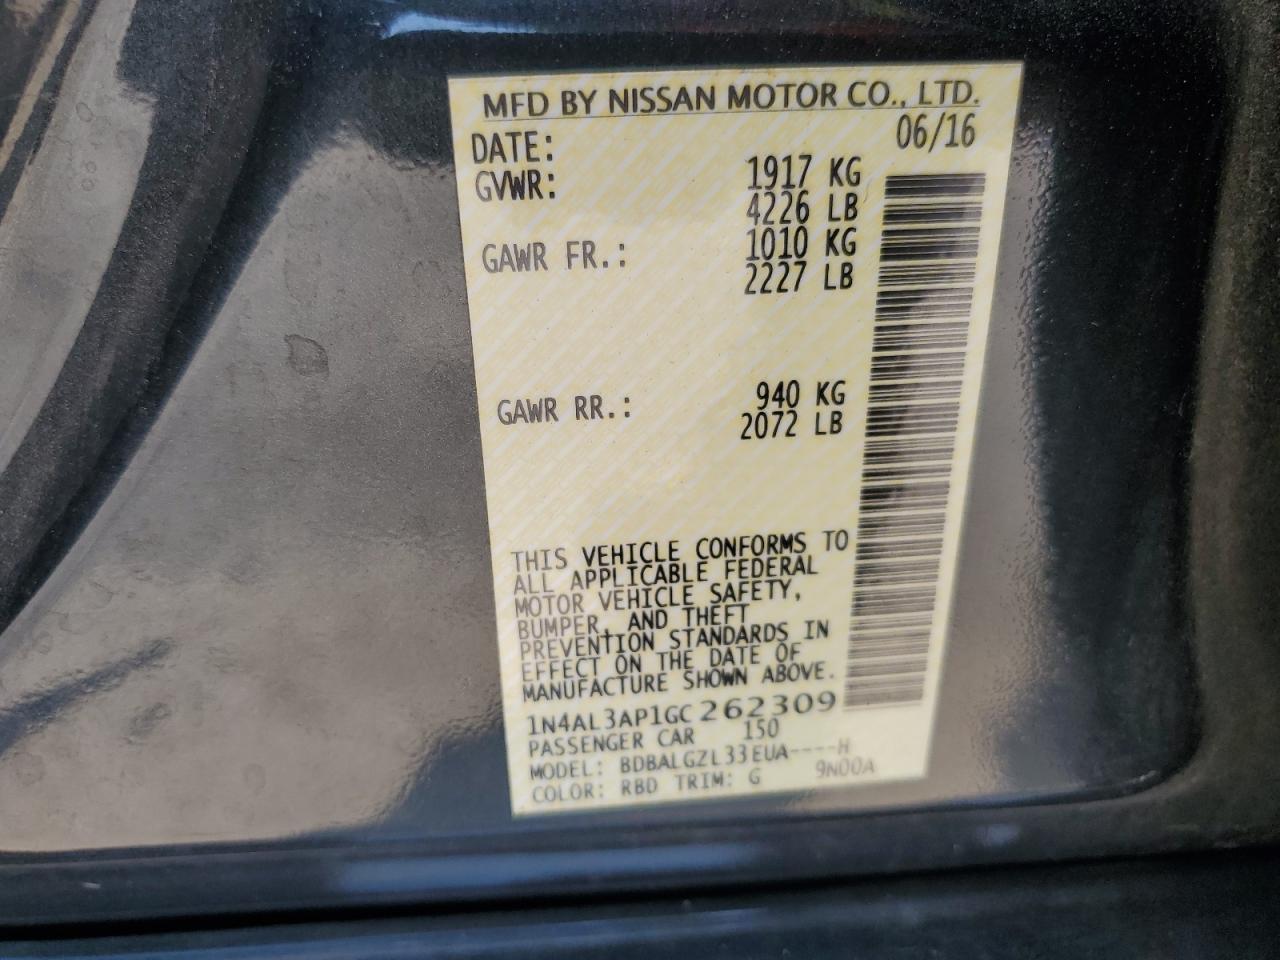 MFD BY NISSAN MOTOR CO., LTD.
DATE: 06/16
GVWR: 1917 KG
4226 LB
GAWR FR.: 1010 KG
2227 LB
GAWR RR.: 940 KG
2072 LB
THIS VEHICLE CONFORMS TO
ALL APPLICABLE FEDERAL
MOTOR VEHICLE SAFETY,
BUMPER, AND THEFT
PREVENTION STANDARDS IN
EFFECT ON THE DATE OF
MANUFACTURE SHOWN ABOVE.
1N4AL3AP1GC262309
PASSENGER CAR 150
MODEL: BDBALGZL33EUA----H
COLOR: RBD TRIM: G 9N00A